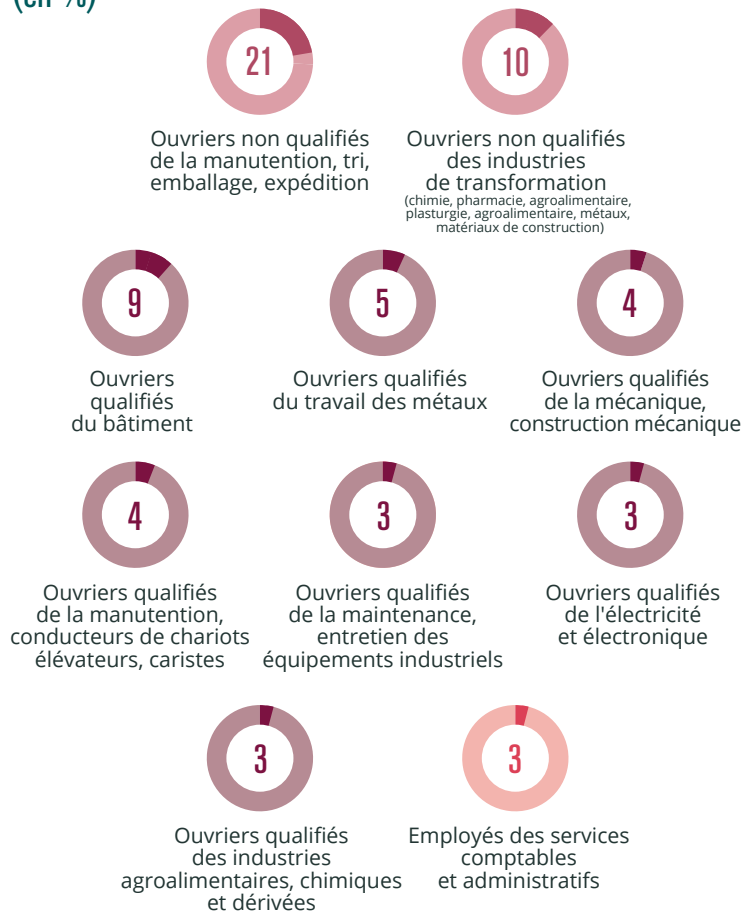 (en %)
21
Ouvriers non qualifiés
de la manutention, tri,
emballage, expédition
10
Ouvriers non qualifiés
des industries
de transformation
(chimie, pharmacie, agroalimentaire,
plasturgie, agroalimentaire, métaux,
matériaux de construction)
9
Ouvriers
qualifiés
du bâtiment
5
Ouvriers qualifiés
du travail des métaux
4
Ouvriers qualifiés
de la mécanique,
construction mécanique
4
Ouvriers qualifiés
de la manutention,
conducteurs de chariots
élévateurs, caristes
3
Ouvriers qualifiés
de la maintenance,
entretien des
équipements industriels
3
Ouvriers qualifiés
de l'électricité
et électronique
3
Ouvriers qualifiés
des industries
agroalimentaires, chimiques
et dérivées
3
Employés des services
comptables
et administratifs